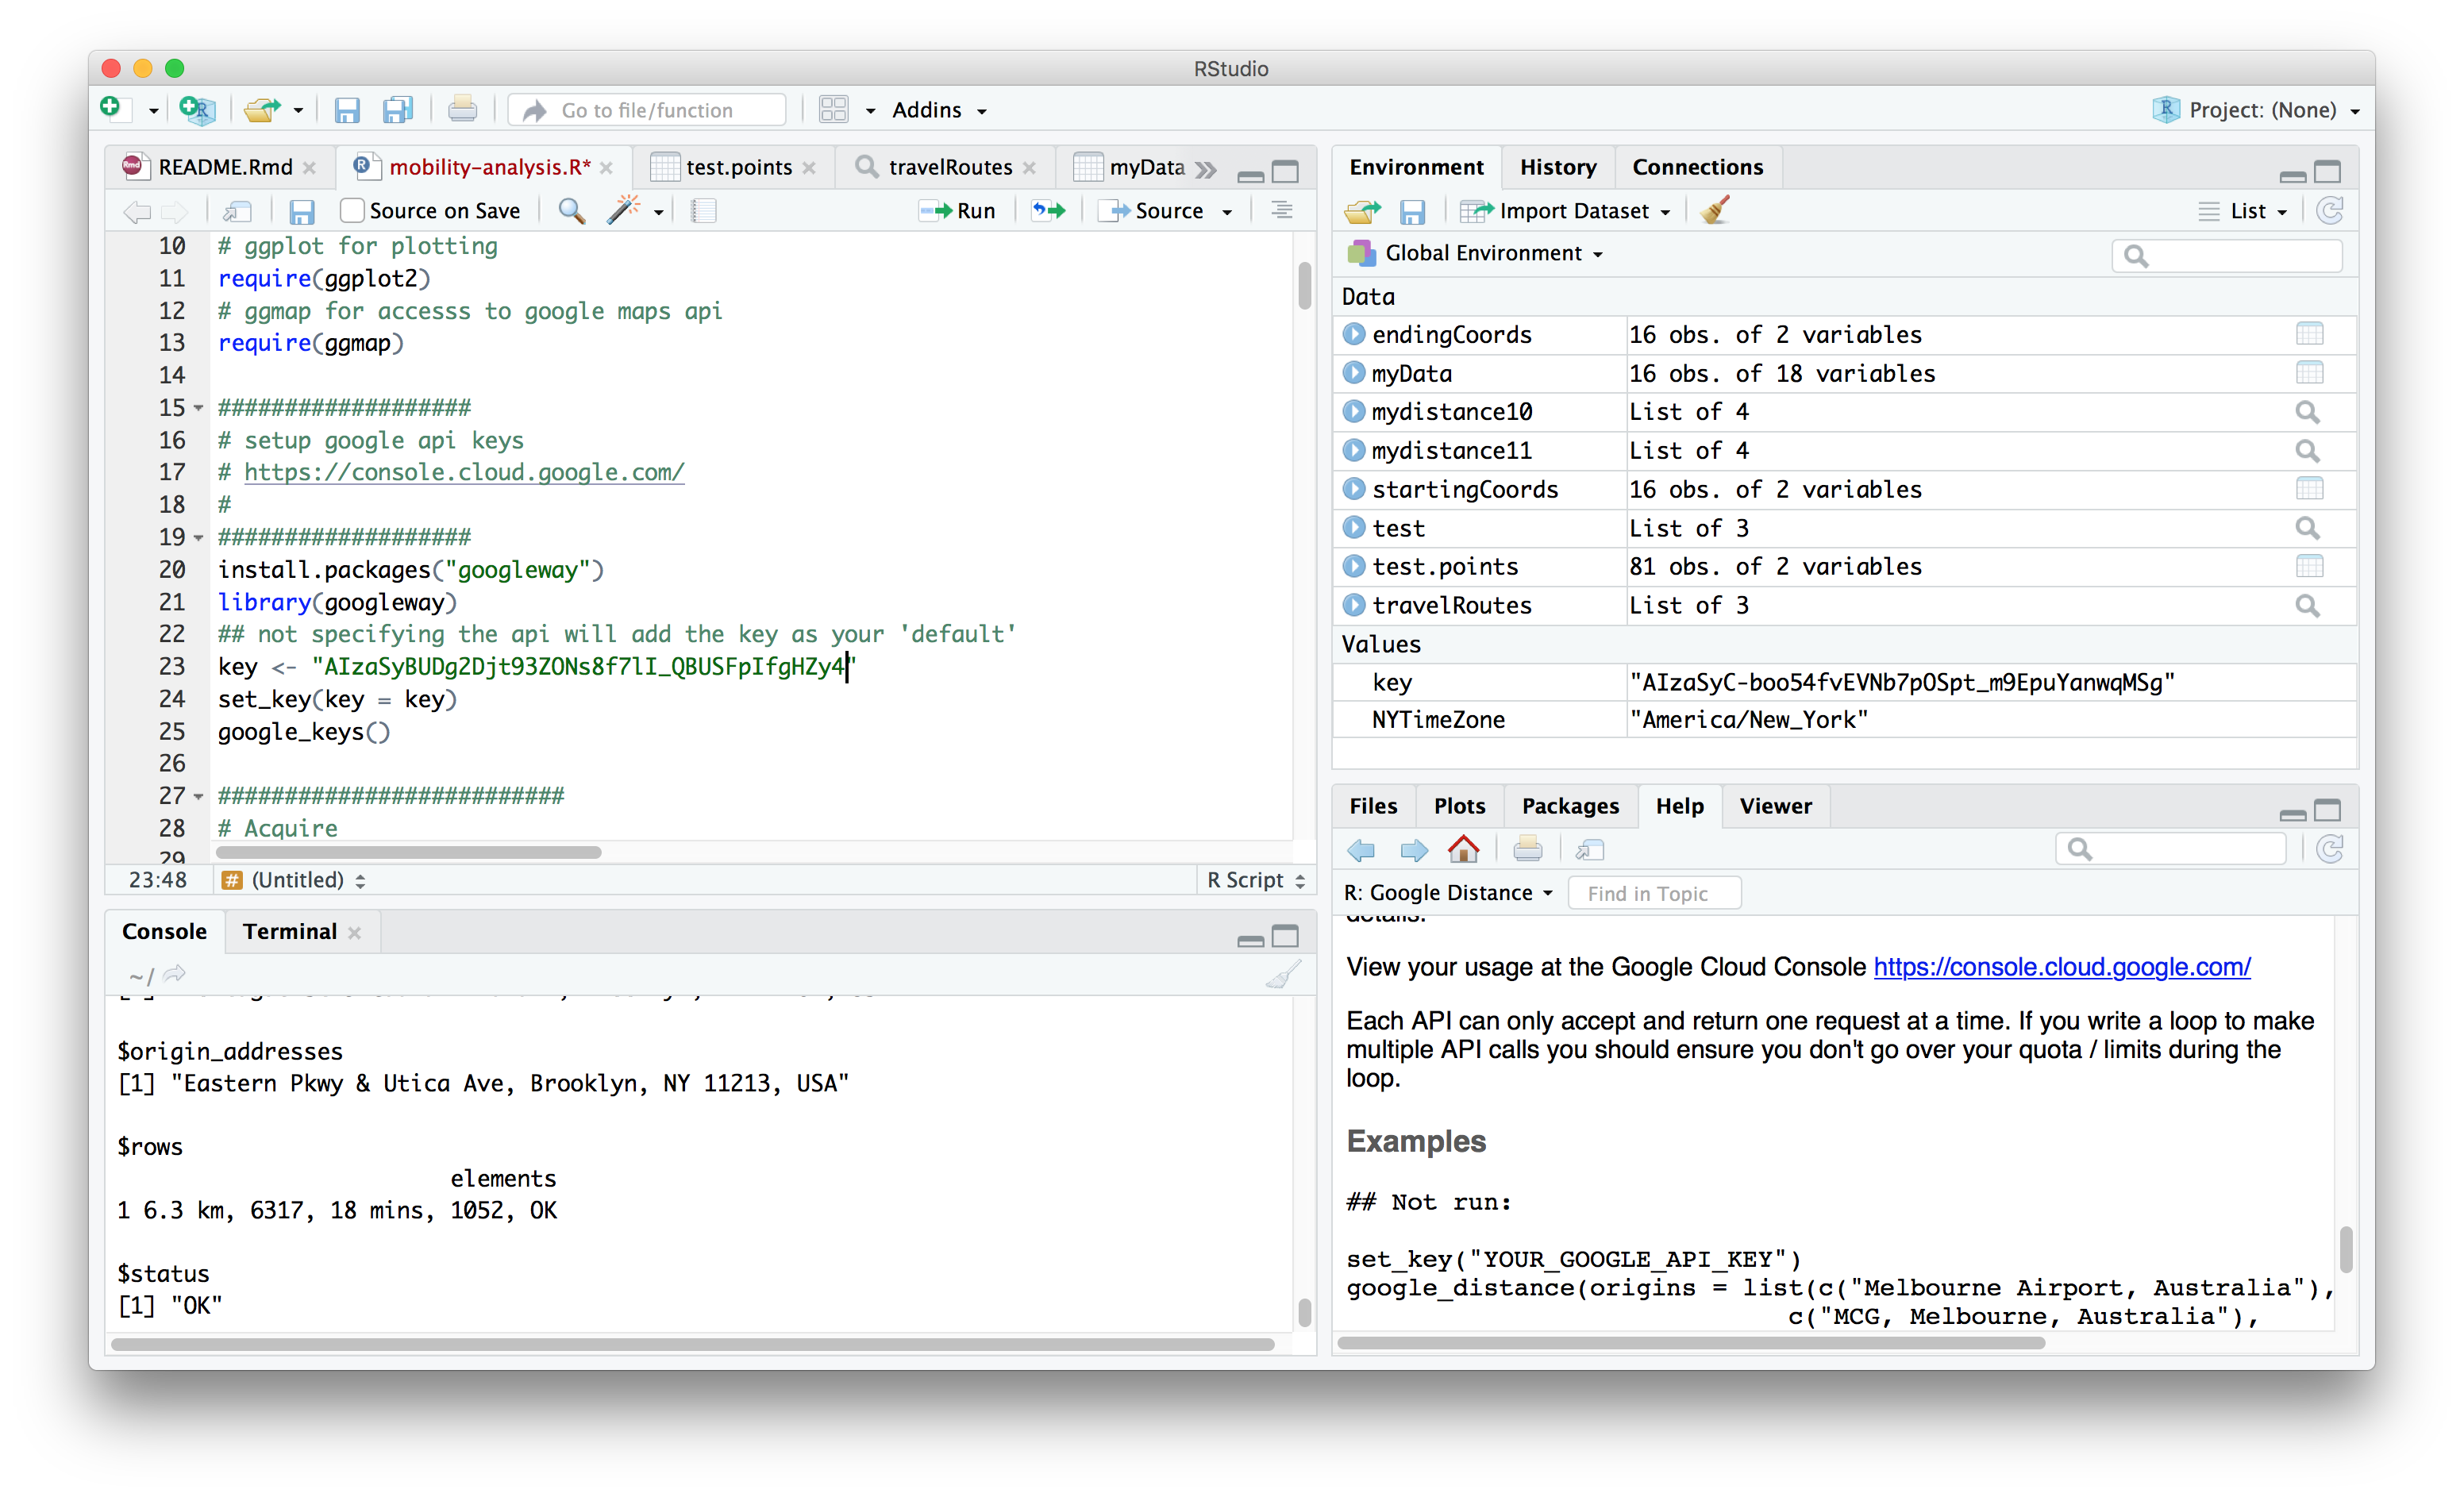 RStudio
Go to file/function
Addins
Project: (None)
README.Rmd
mobility-analysis.R*
test.points
travelRoutes
myData
Source on Save
Run
Source
10 # ggplot for plotting
11 require(ggplot2)
12 # ggmap for accesss to google maps api
13 require(ggmap)
14
15 ###################
16 # setup google api keys
17 # https://console.cloud.google.com/
18 #
19 ###################
20 install.packages("googleway")
21 library(googleway)
22 ## not specifying the api will add the key as your 'default'
23 key <- "AIzaSyBUDg2Djt93ZONs8f7lI_QBUSFpIfgHZy4"
24 set_key(key = key)
25 google_keys()
26
27 ##########################
28 # Acquire
29
23:48
# (Untitled)
R Script
Console
Terminal
~/
$origin_addresses
[1] "Eastern Pkwy & Utica Ave, Brooklyn, NY 11213, USA"
$rows
elements
1 6.3 km, 6317, 18 mins, 1052, OK
$status
[1] "OK"
Environment
History
Connections
Import Dataset
List
Global Environment
Data
endingCoords 16 obs. of 2 variables
myData 16 obs. of 18 variables
mydistance10 List of 4
mydistance11 List of 4
startingCoords 16 obs. of 2 variables
test List of 3
test.points 81 obs. of 2 variables
travelRoutes List of 3
Values
key "AIzaSyC-boo54fvEVNb7pOSpt_m9EpuYanwqMSg"
NYTimeZone "America/New_York"
Files
Plots
Packages
Help
Viewer
R: Google Distance
Find in Topic
details.
View your usage at the Google Cloud Console https://console.cloud.google.com/
Each API can only accept and return one request at a time. If you write a loop to make
multiple API calls you should ensure you don't go over your quota / limits during the
loop.
Examples
## Not run:
set_key("YOUR_GOOGLE_API_KEY")
google_distance(origins = list(c("Melbourne Airport, Australia"),
c("MCG, Melbourne, Australia"),